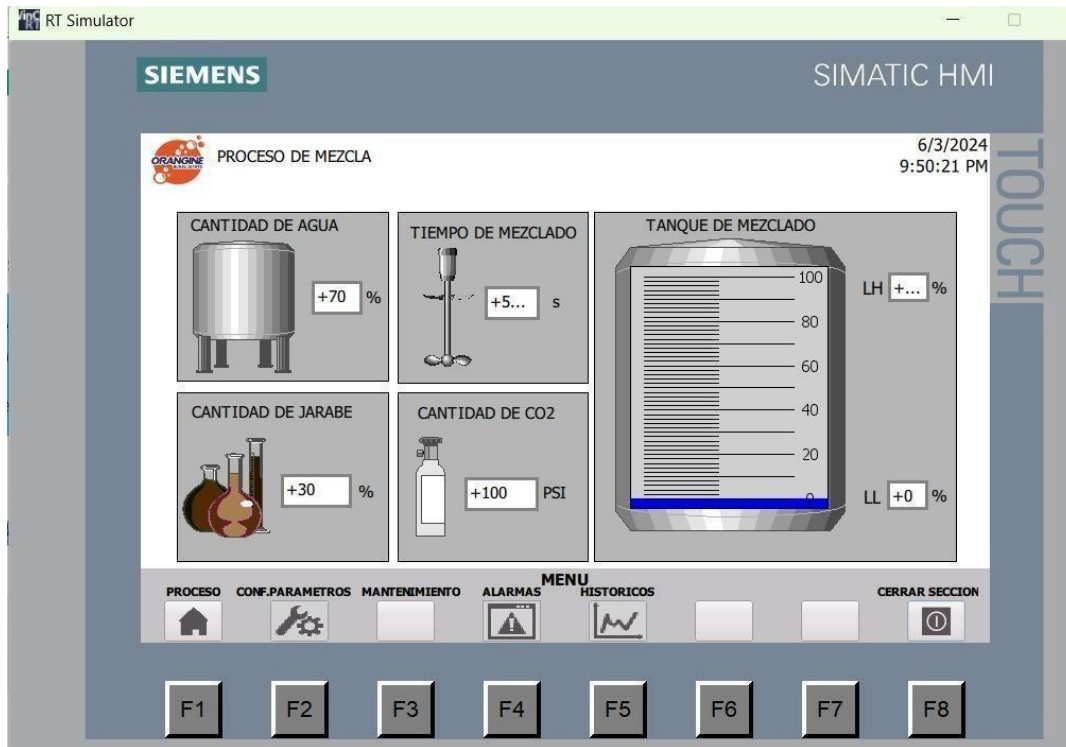 RT Simulator
SIEMENS
SIMATIC HMI
TOUCH
ORANGINE
PROCESO DE MEZCLA
6/3/2024
9:50:21 PM
CANTIDAD DE AGUA
+70 %
TIEMPO DE MEZCLADO
+5... s
TANQUE DE MEZCLADO
100
80
60
40
20
0
LH +... %
LL +0 %
CANTIDAD DE JARABE
+30 %
CANTIDAD DE CO2
+100 PSI
MENU
PROCESO
CONF.PARAMETROS
MANTENIMIENTO
ALARMAS
HISTORICOS
CERRAR SECCION
F1
F2
F3
F4
F5
F6
F7
F8